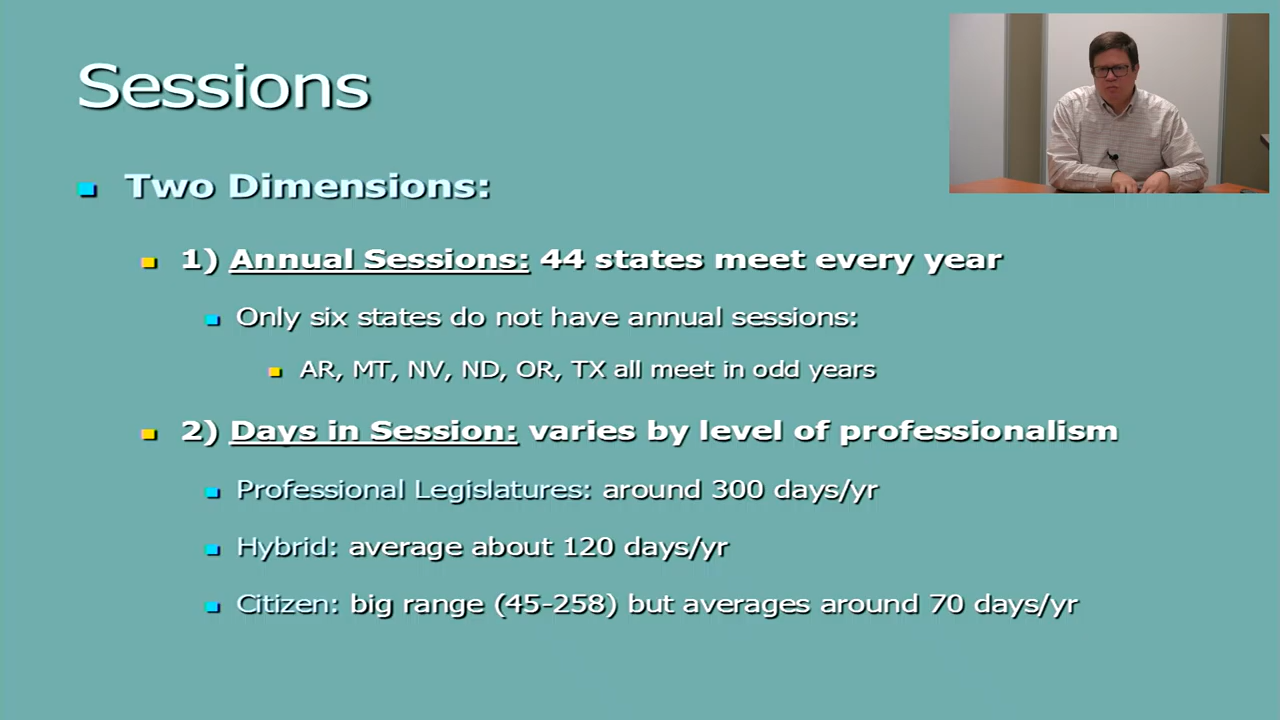 Sessions
Two Dimensions:
1) Annual Sessions: 44 states meet every year
Only six states do not have annual sessions:
AR, MT, NV, ND, OR, TX all meet in odd years
2) Days in Session: varies by level of professionalism
Professional Legislatures: around 300 days/yr
Hybrid: average about 120 days/yr
Citizen: big range (45-258) but averages around 70 days/yr